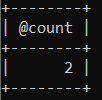 +--------+
| @count |
+--------+
|      2 |
+--------+